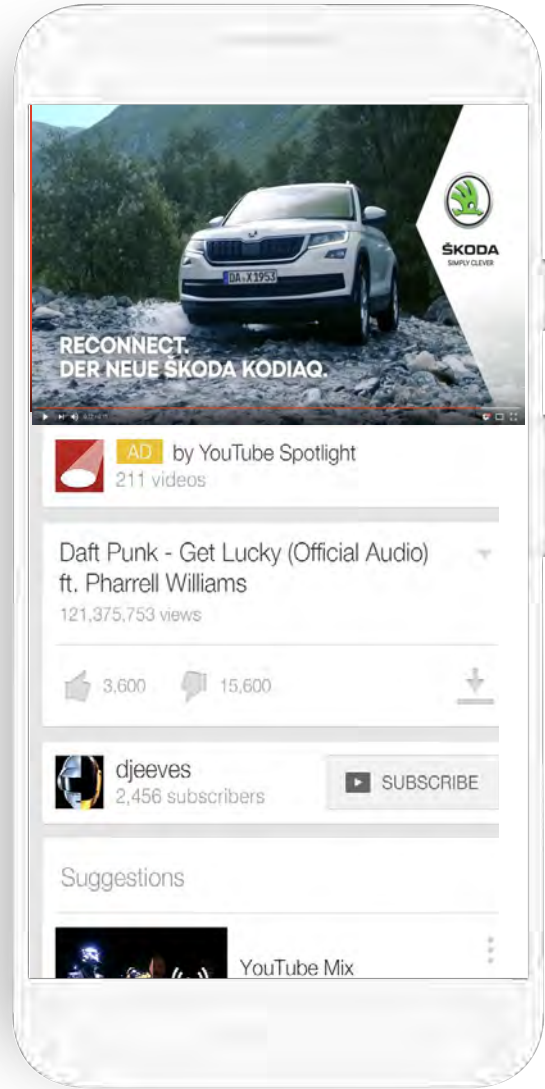 ŠKODA
SIMPLY CLEVER
DA·X1953
RECONNECT.
DER NEUE ŠKODA KODIAQ.
AD by YouTube Spotlight
211 videos
Daft Punk - Get Lucky (Official Audio)
ft. Pharrell Williams
121,375,753 views
3,600 15,600
djeeves
2,456 subscribers
SUBSCRIBE
Suggestions
YouTube Mix